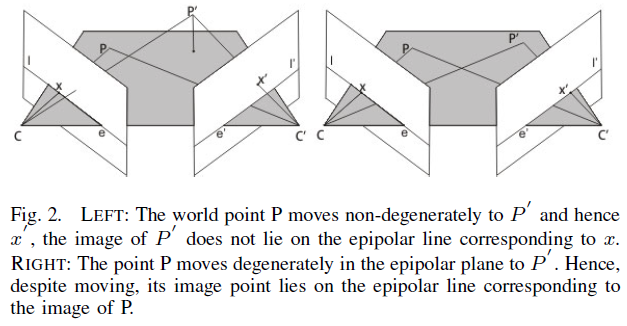 P'
P
l
l'
x
x'
C
e
e'
C'
P
P'
l
l'
x
x'
C
e
e'
C'
Fig. 2. LEFT: The world point P moves non-degenerately to P′ and hence
x′, the image of P′ does not lie on the epipolar line corresponding to x.
RIGHT: The point P moves degenerately in the epipolar plane to P′. Hence,
despite moving, its image point lies on the epipolar line corresponding to
the image of P.